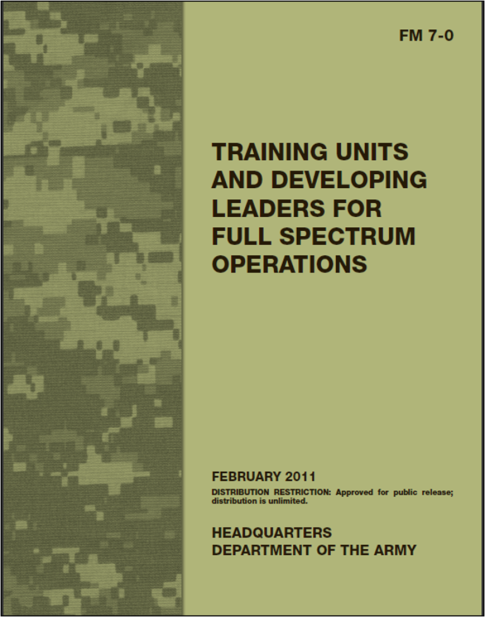 FM 7-0
TRAINING UNITS
AND DEVELOPING
LEADERS FOR
FULL SPECTRUM
OPERATIONS
FEBRUARY 2011
DISTRIBUTION RESTRICTION: Approved for public release;
distribution is unlimited.
HEADQUARTERS
DEPARTMENT OF THE ARMY